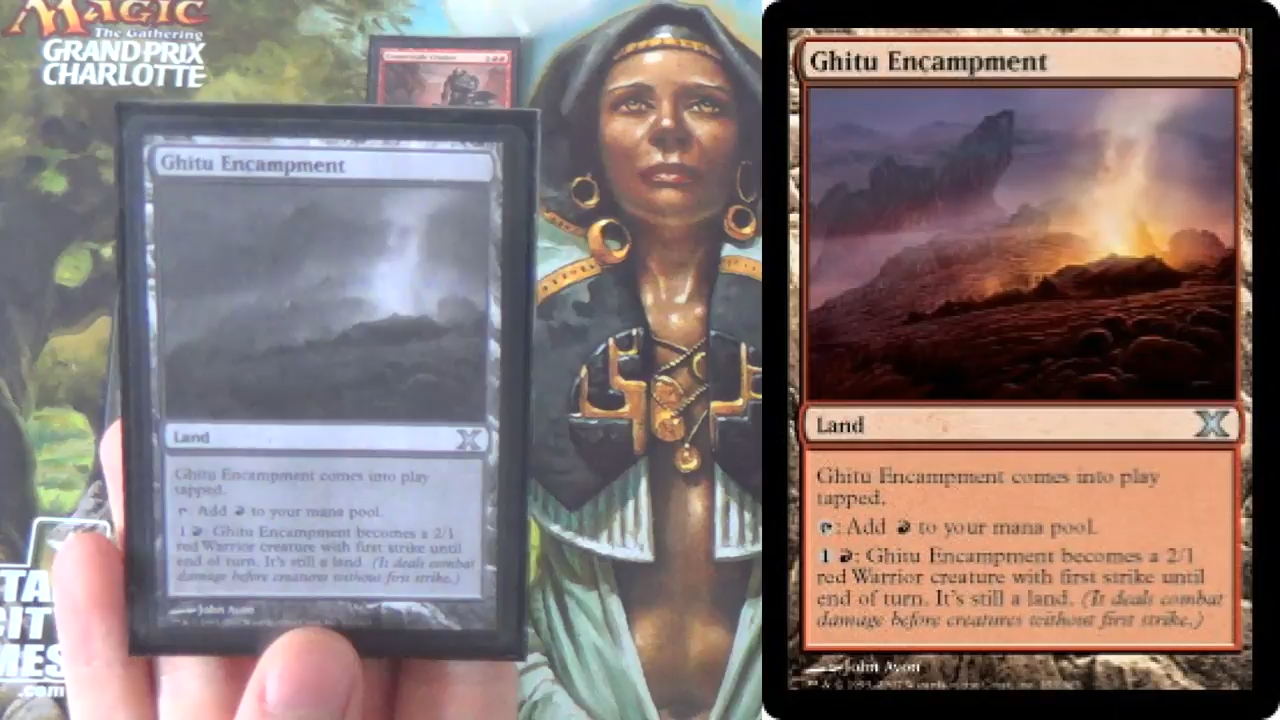 MAGIC
The Gathering
GRAND PRIX
CHARLOTTE
Ghitu Encampment
Land
Ghitu Encampment comes into play
tapped.
: Add to your mana pool.
1 : Ghitu Encampment becomes a 2/1
red Warrior creature with first strike until
end of turn. It's still a land. (It deals combat
damage before creatures without first strike.)
John Avon
TA
CIT
MES
.com
Ghitu Encampment
Land
Ghitu Encampment comes into play
tapped.
: Add to your mana pool.
1 : Ghitu Encampment becomes a 2/1
red Warrior creature with first strike until
end of turn. It's still a land. (It deals combat
damage before creatures without first strike.)
John Avon